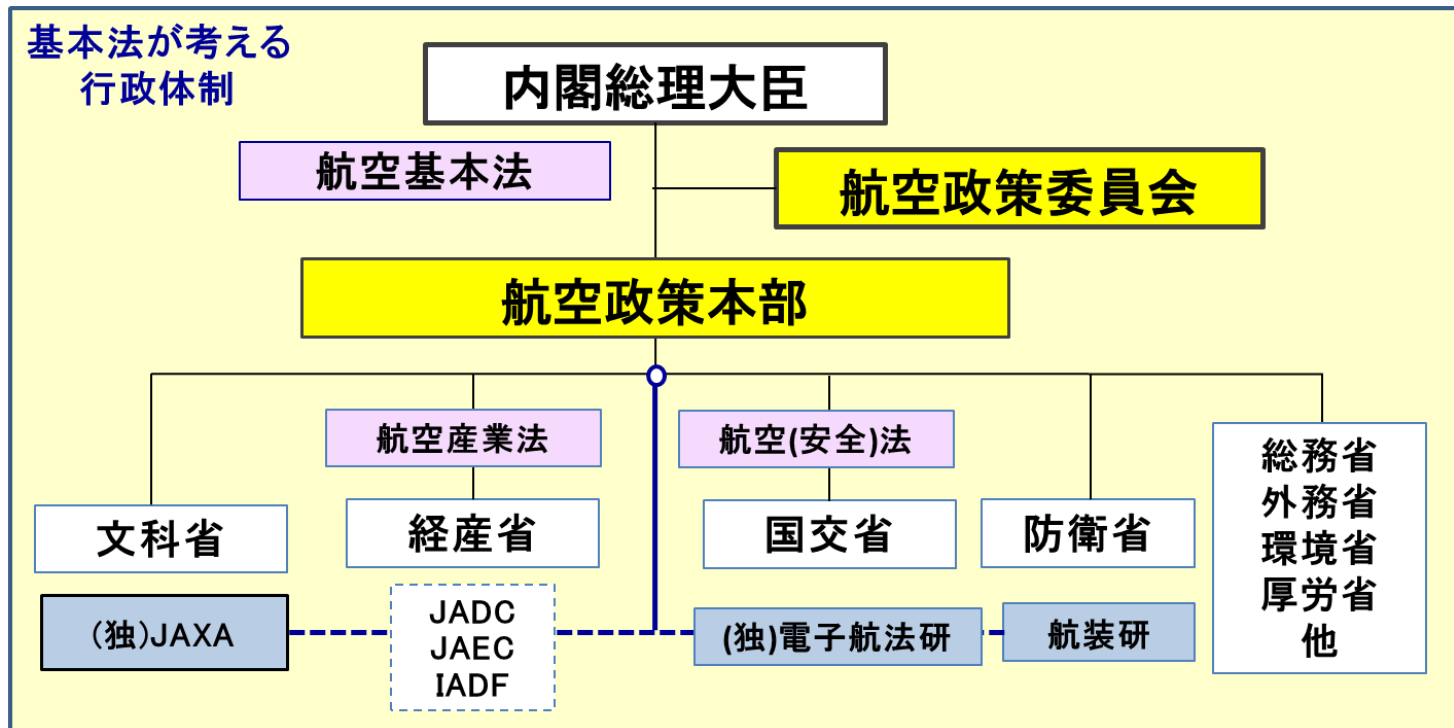 基本法が考える
行政体制
内閣総理大臣
航空基本法
航空政策委員会
航空政策本部
航空産業法
航空(安全)法
文科省
経産省
国交省
防衛省
総務省
外務省
環境省
厚労省
他
(独)JAXA
JADC
JAEC
IADF
(独)電子航法研
航装研